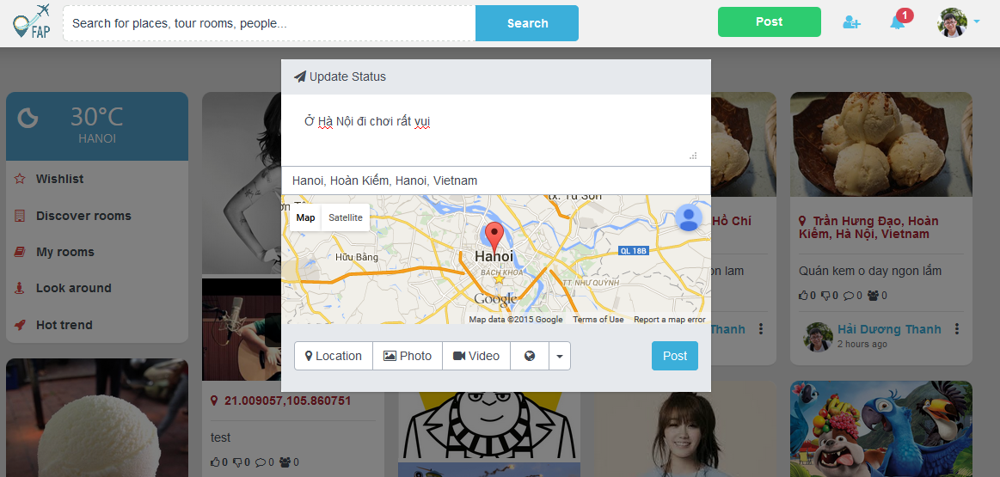 FAP
Search for places, tour rooms, people...
Search
Post
1
Update Status
Ở Hà Nội đi chơi rất vui
Hanoi, Hoàn Kiếm, Hanoi, Vietnam
Map
Satellite
tx. Từ Sơn
Hữu Bằng
Hanoi
BACH KHOA
QL 18B
TT. NHƯ QUỲNH
Google
Map data ©2015 Google
Terms of Use
Report a map error
Location
Photo
Video
Post
30°C
HANOI
Wishlist
Discover rooms
My rooms
Look around
Hot trend
21.009057,105.860751
test
0 0 0 0
Hồ Chí
on lam
Thanh
Trần Hưng Đạo, Hoàn
Kiếm, Hà Nội, Vietnam
Quán kem o day ngon lắm
0 0 0 0
Hải Dương Thanh
2 hours ago